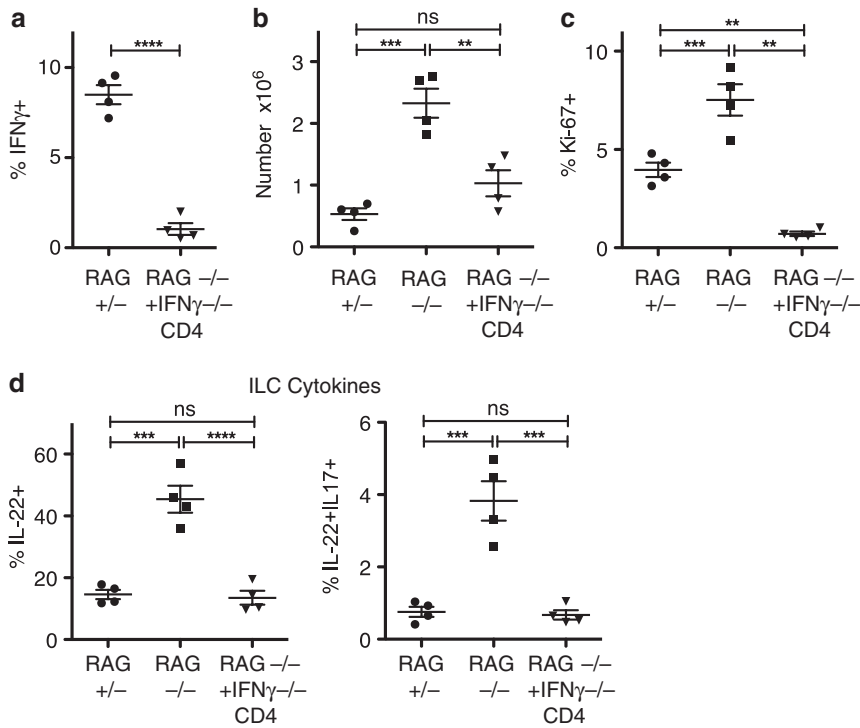 a
****
% IFNγ+
10
5
0
RAG
+/–
RAG –/–
+IFNγ–/–
CD4
b
ns
***
**
Number x10⁶
3
2
1
0
RAG
+/–
RAG
–/–
RAG –/–
+IFNγ–/–
CD4
c
**
***
**
% Ki-67+
10
5
0
RAG
+/–
RAG
–/–
RAG –/–
+IFNγ–/–
CD4
d
ILC Cytokines
ns
***
****
% IL-22+
60
40
20
0
RAG
+/–
RAG
–/–
RAG –/–
+IFNγ–/–
CD4
ns
***
***
% IL-22+IL17+
6
4
2
0
RAG
+/–
RAG
–/–
RAG –/–
+IFNγ–/–
CD4